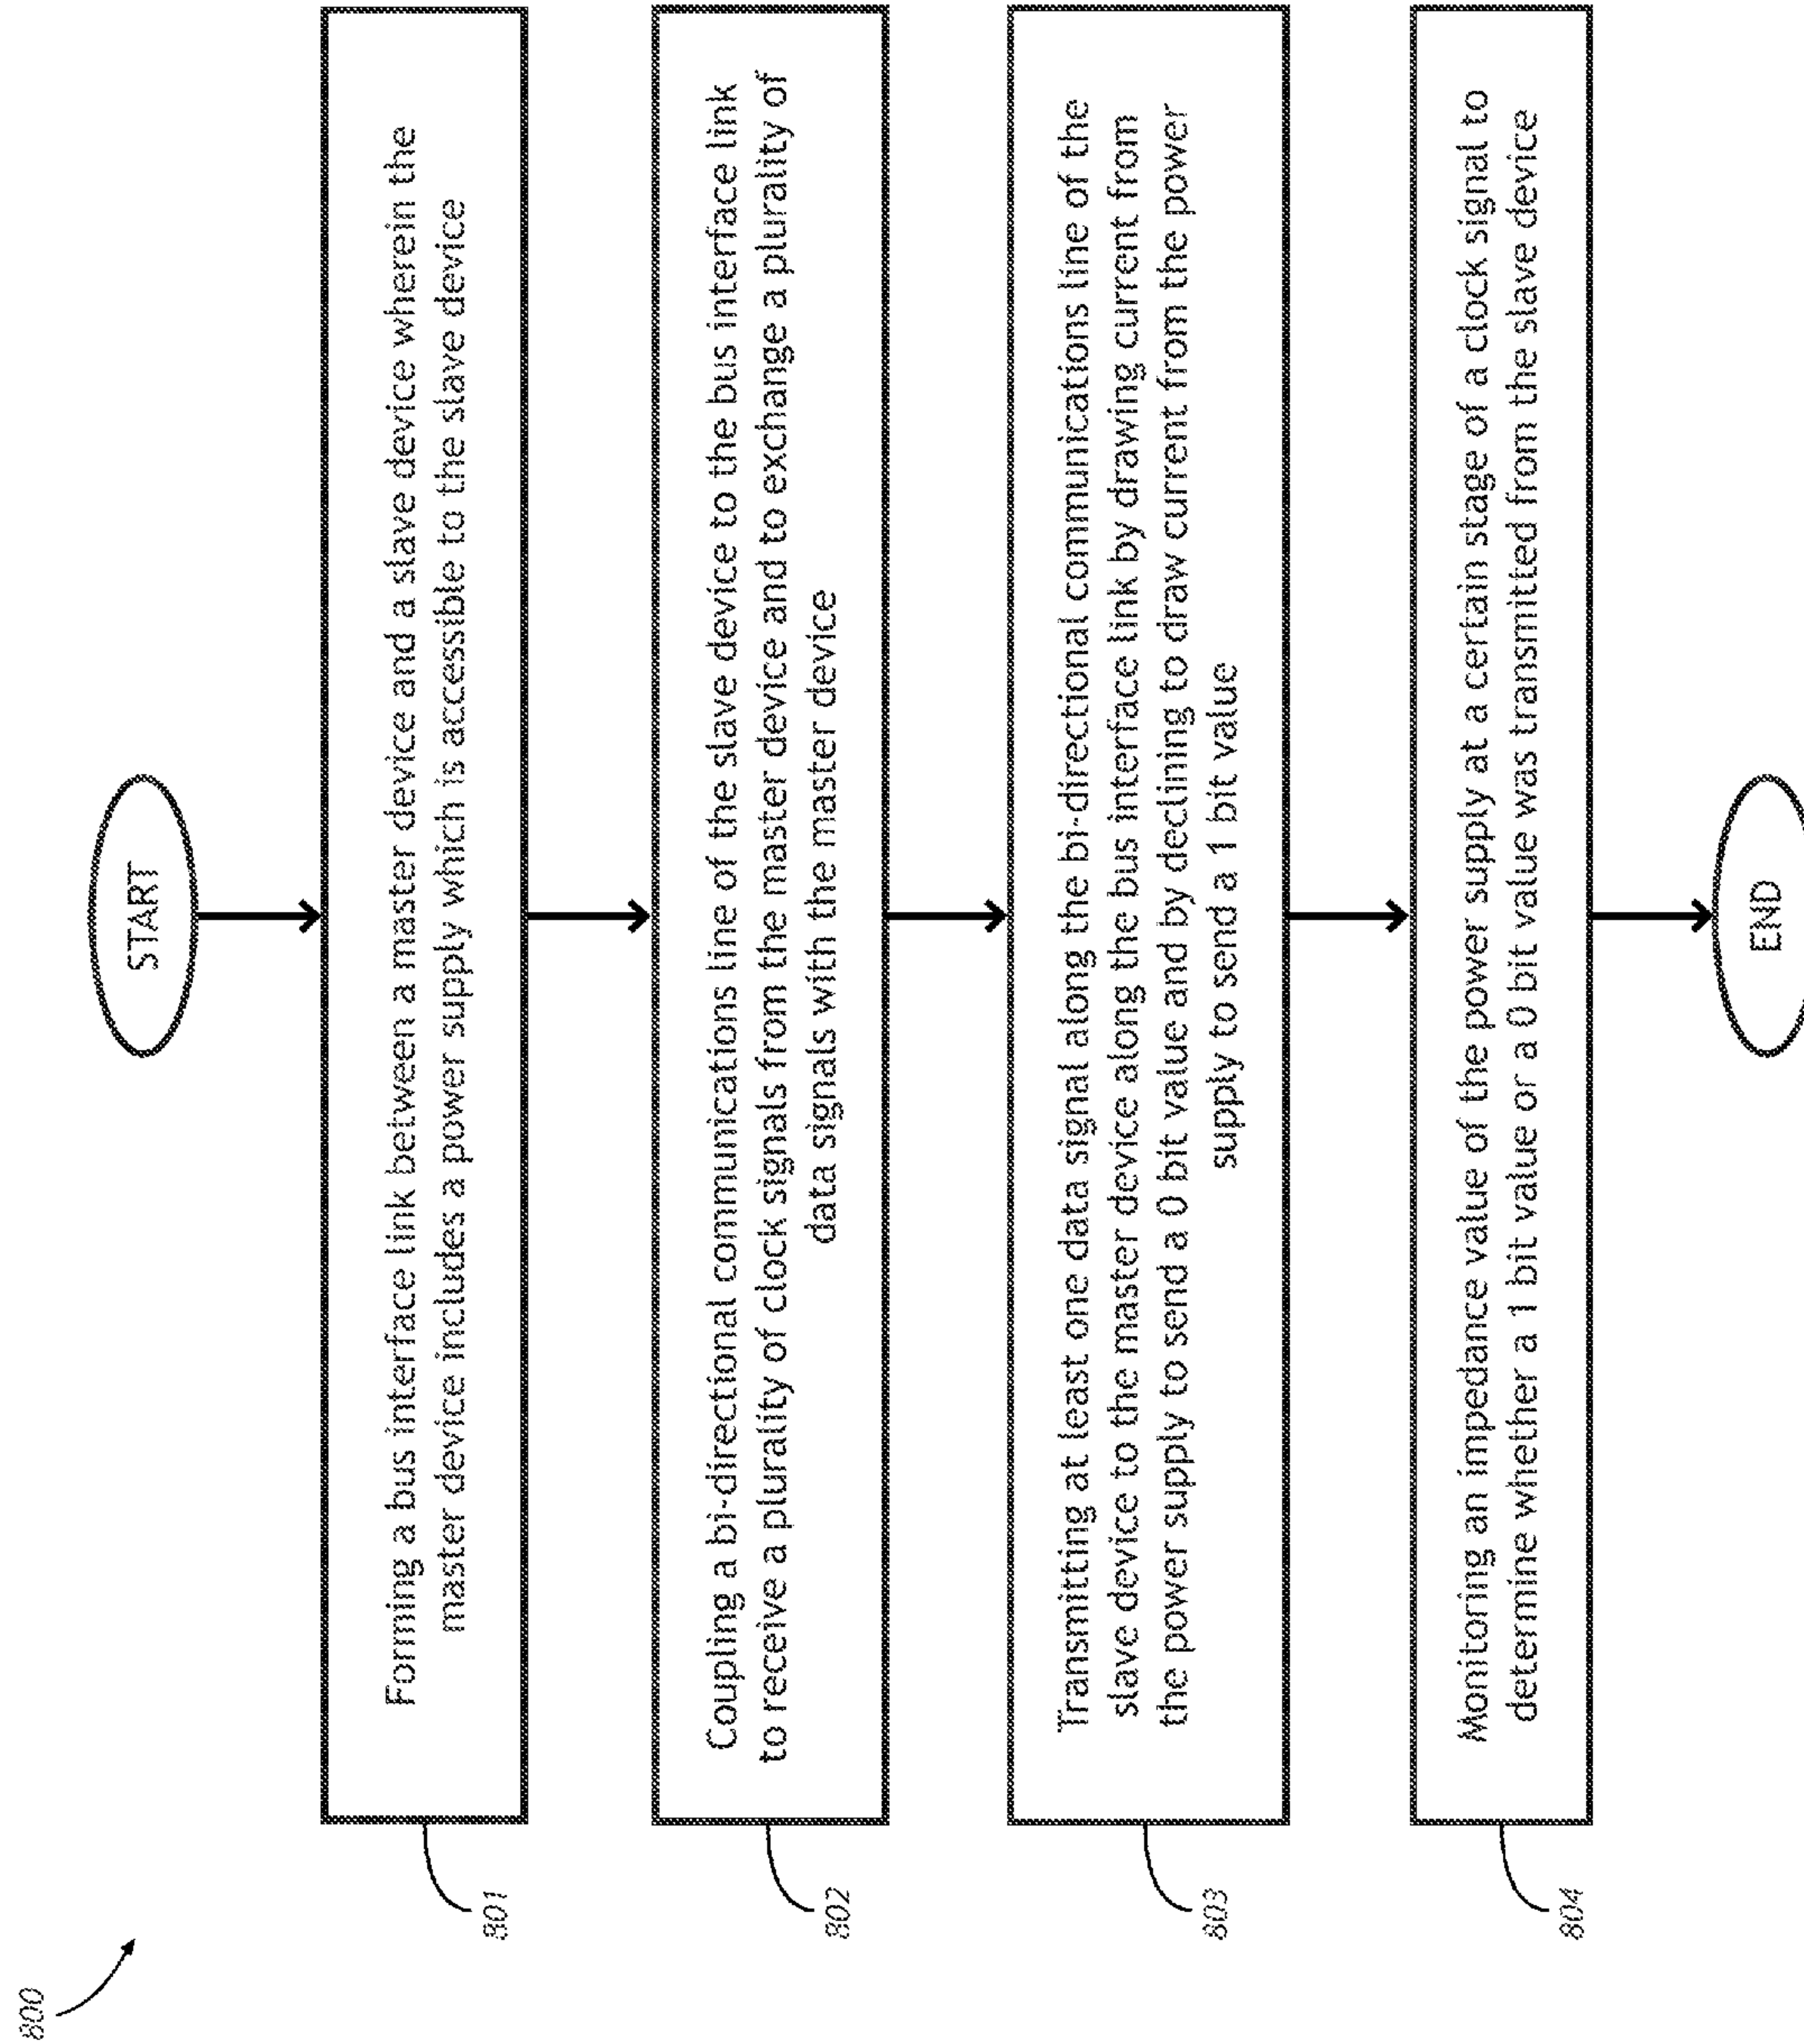 800
START
801
Forming a bus interface link between a master device and a slave device wherein the
master device includes a power supply which is accessible to the slave device
802
Coupling a bi-directional communications line of the slave device to the bus interface link
to receive a plurality of clock signals from the master device and to exchange a plurality of
data signals with the master device
803
Transmitting at least one data signal along the bi-directional communications line of the
slave device to the master device along the bus interface link by drawing current from
the power supply to send a 0 bit value and by declining to draw current from the power
supply to send a 1 bit value
804
Monitoring an impedance value of the power supply at a certain stage of a clock signal to
determine whether a 1 bit value or a 0 bit value was transmitted from the slave device
END